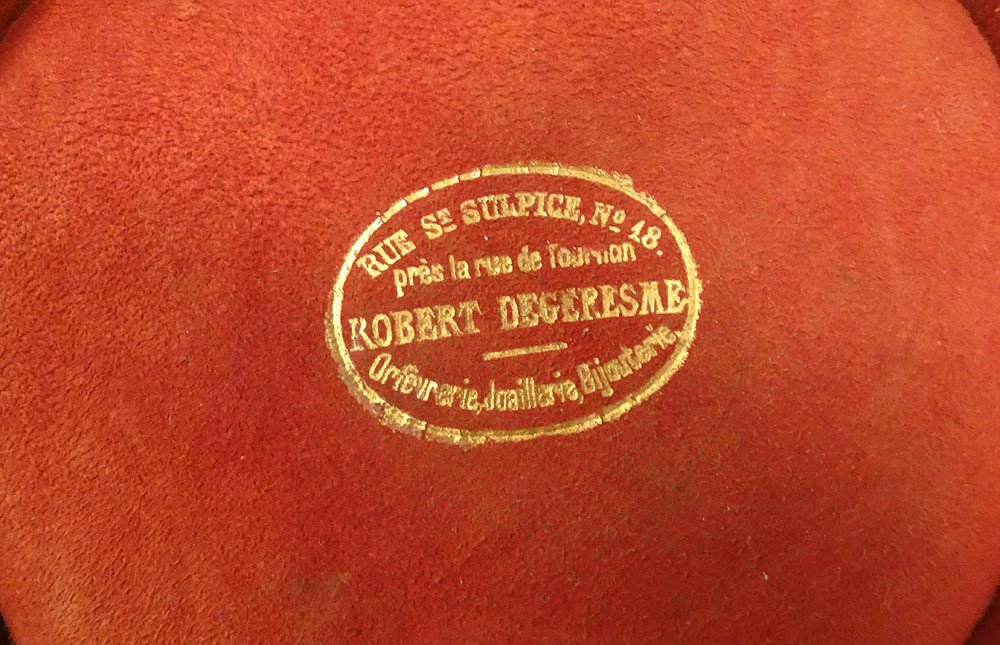 RUE ST SULPICE, No 18.
près la rue de Tournon
ROBERT DEGERESME
Orfèvrerie, Joaillerie, Bijouterie,